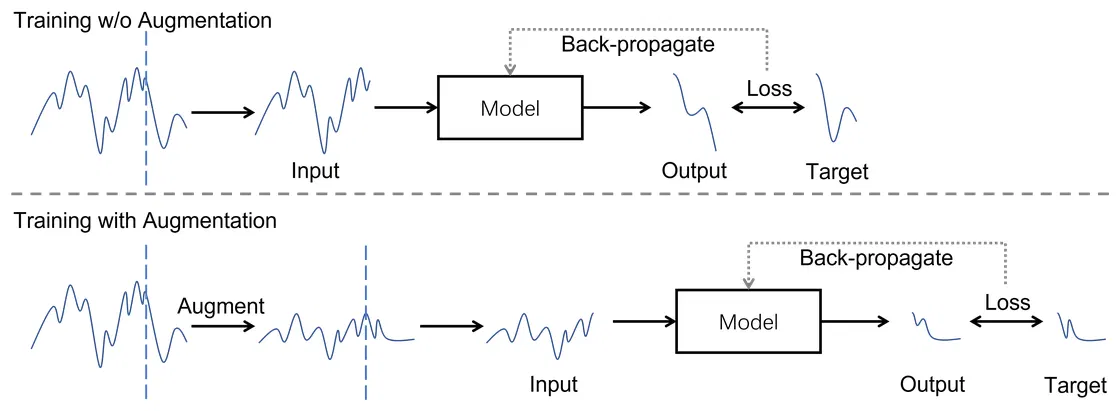 Training w/o Augmentation
Back-propagate
Model
Loss
Input
Output
Target
Training with Augmentation
Back-propagate
Augment
Model
Loss
Input
Output
Target